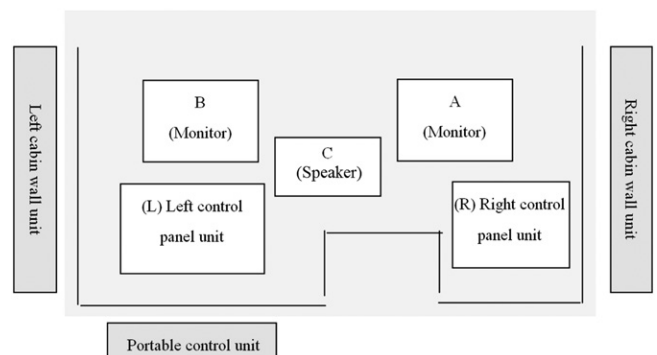 Left cabin wall unit
B
(Monitor)
A
(Monitor)
C
(Speaker)
(L) Left control
panel unit
(R) Right control
panel unit
Right cabin wall unit
Portable control unit